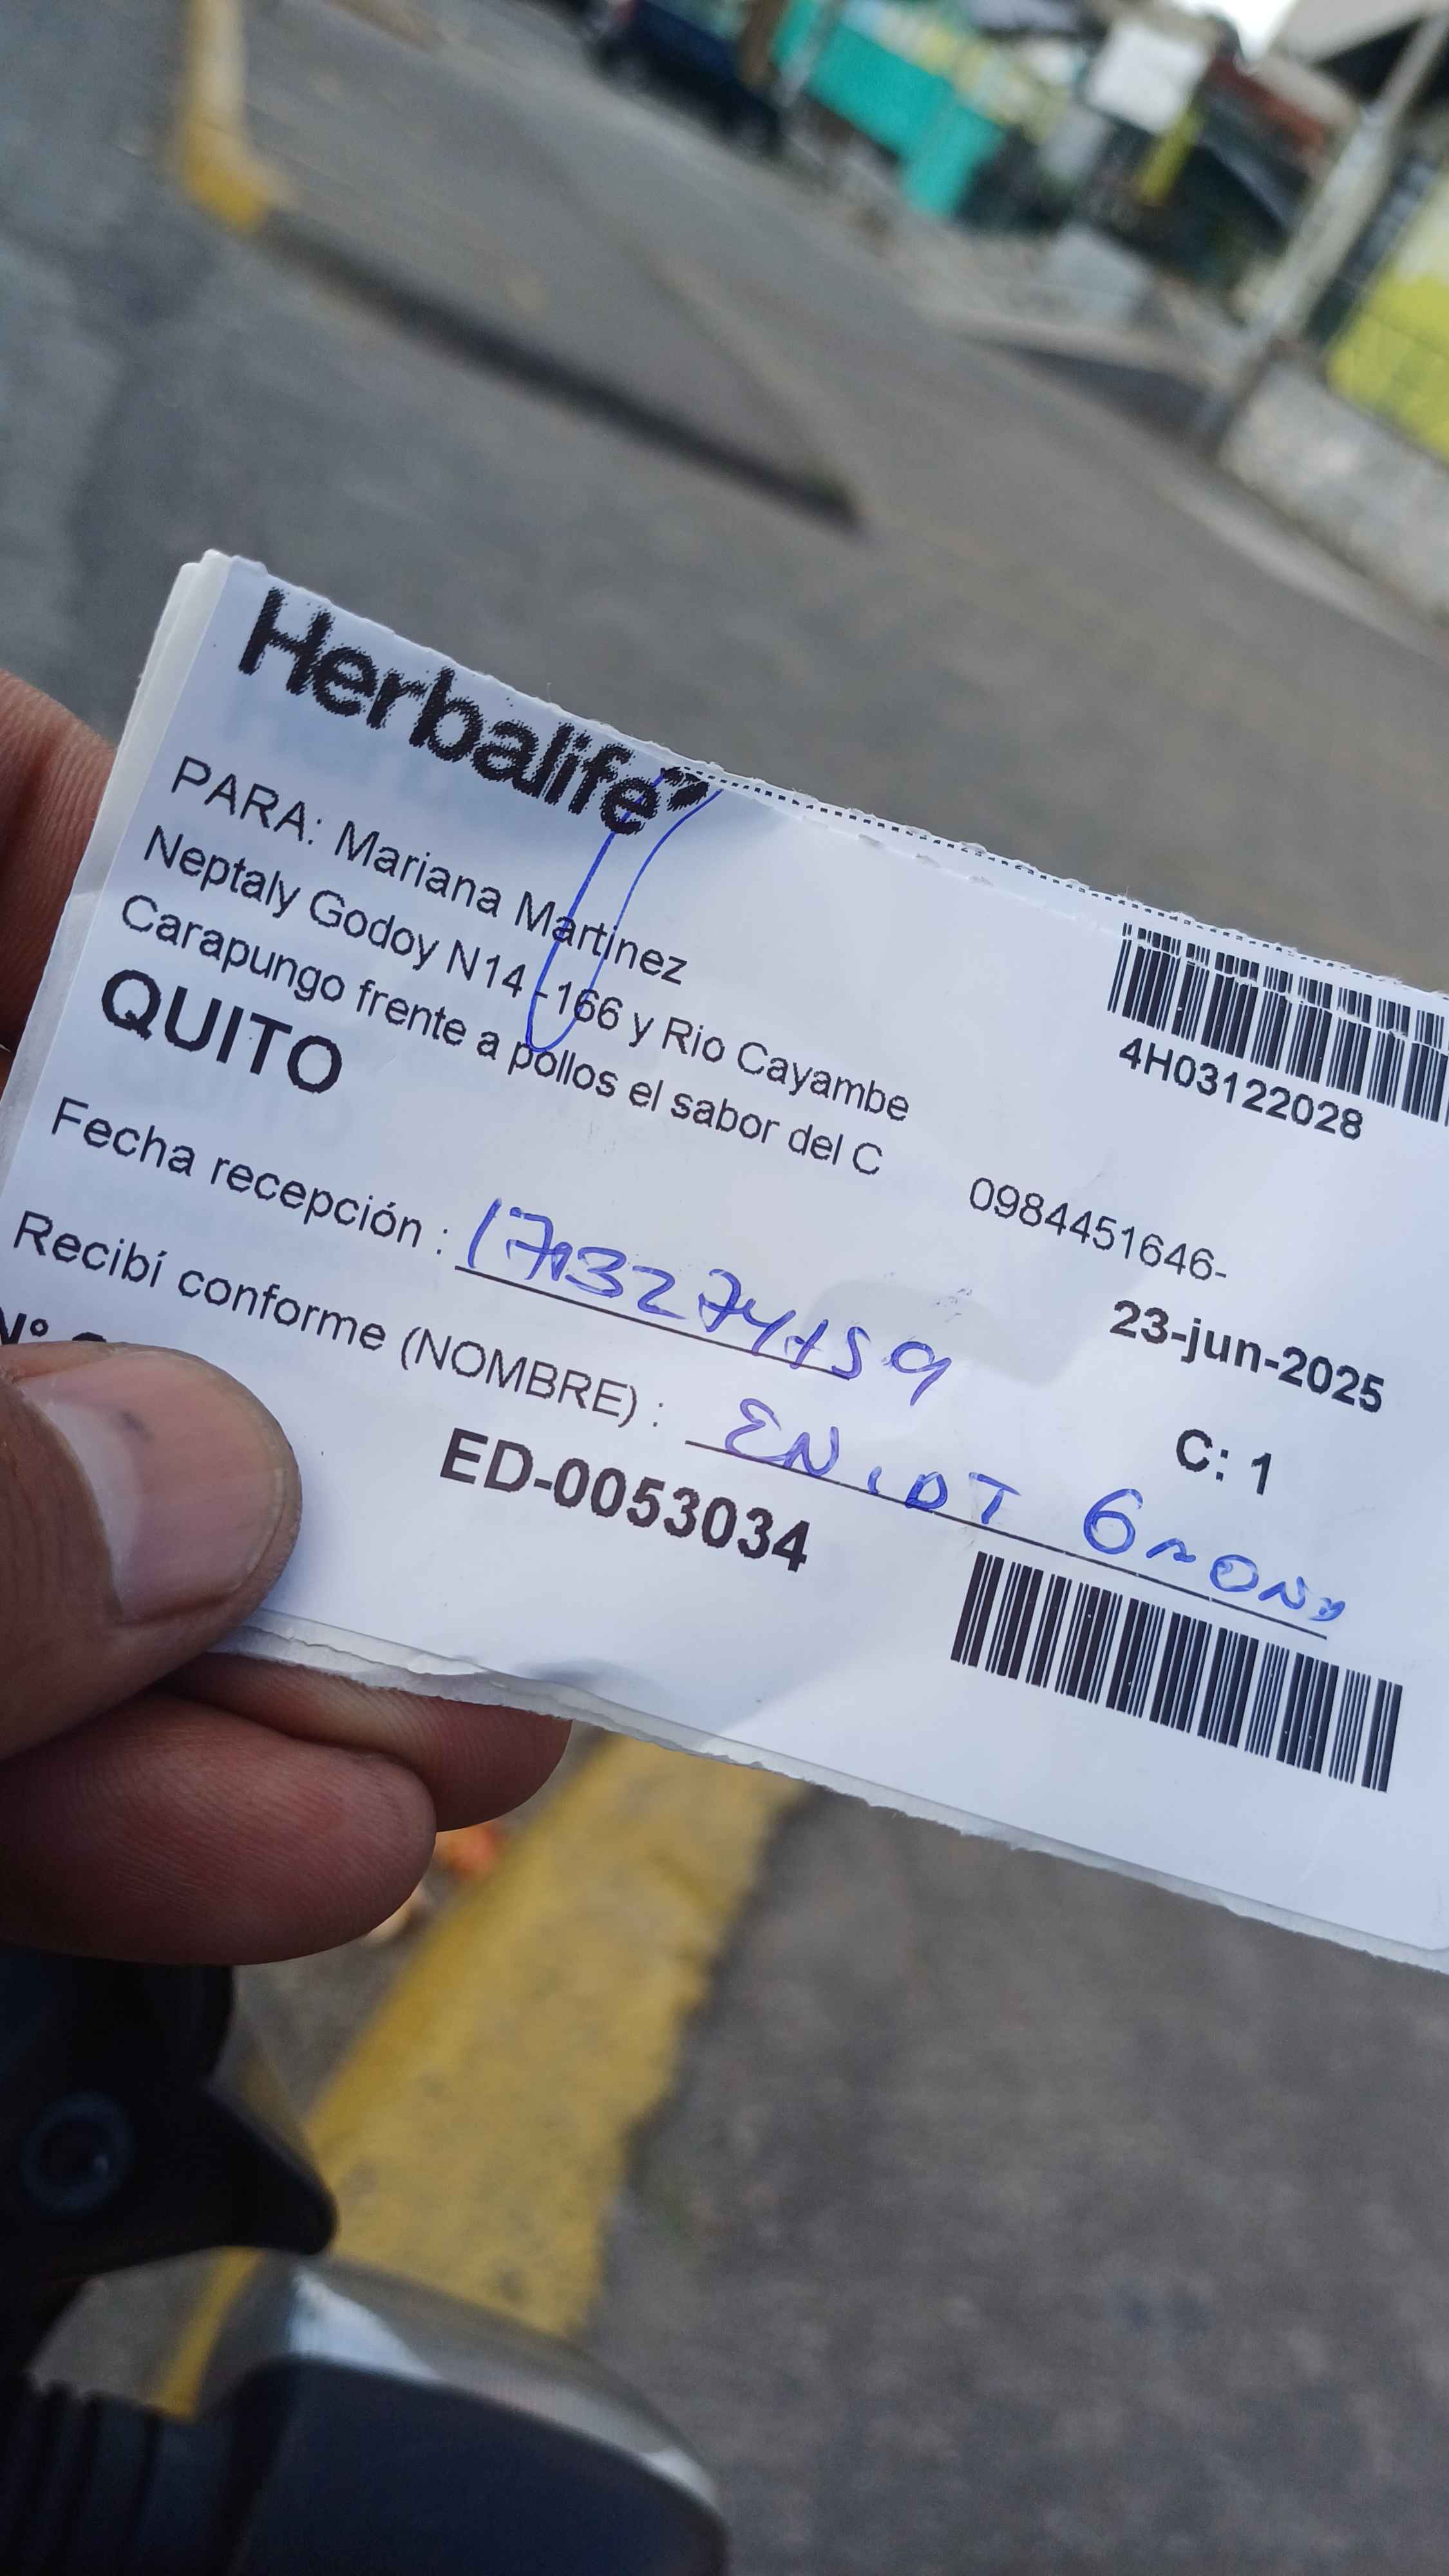 Herbalife
PARA: Mariana Martinez
Neptaly Godoy N14 -166 y Rio Cayambe
Carapungo frente a pollos el sabor del C
QUITO
4H03122028
0984451646-
Fecha recepción :
23-jun-2025
Recibí conforme (NOMBRE) :
C: 1
N°
ED-0053034